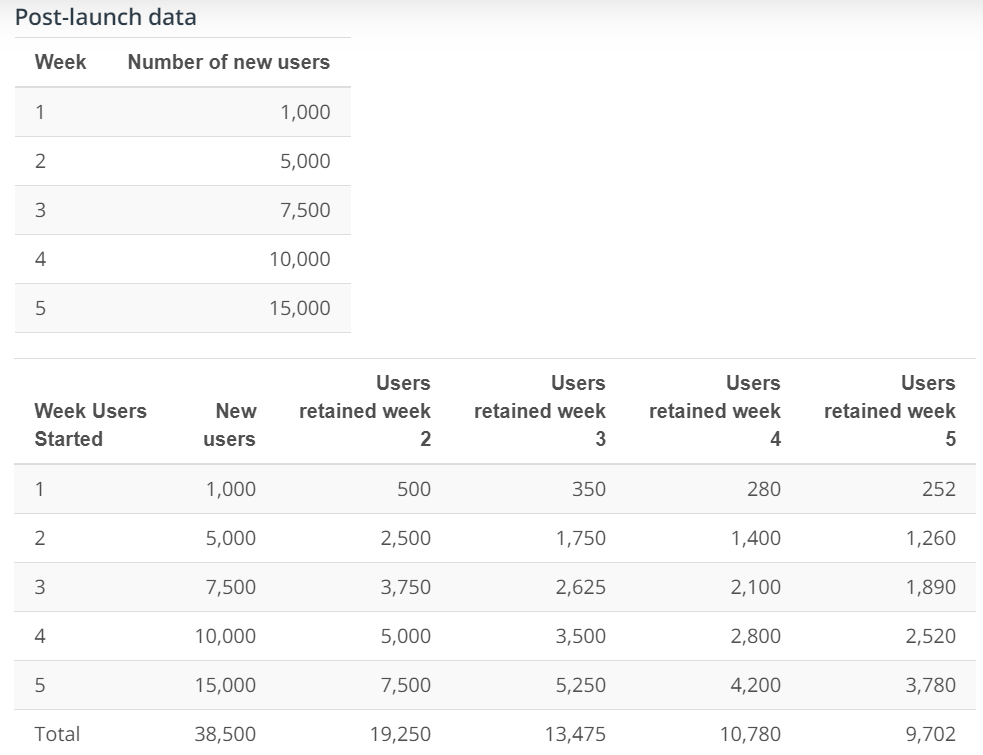 Post-launch data
Week Number of new users
1 1,000
2 5,000
3 7,500
4 10,000
5 15,000
Users Users Users Users
Week Users New retained week retained week retained week retained week
Started users 2 3 4 5
1 1,000 500 350 280 252
2 5,000 2,500 1,750 1,400 1,260
3 7,500 3,750 2,625 2,100 1,890
4 10,000 5,000 3,500 2,800 2,520
5 15,000 7,500 5,250 4,200 3,780
Total 38,500 19,250 13,475 10,780 9,702